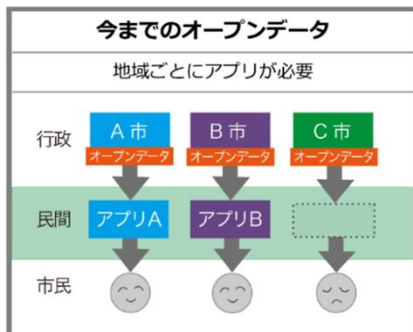 今までのオープンデータ
地域ごとにアプリが必要
行政
A市
B市
C市
オープンデータ
オープンデータ
オープンデータ
民間
アプリA
アプリB
市民